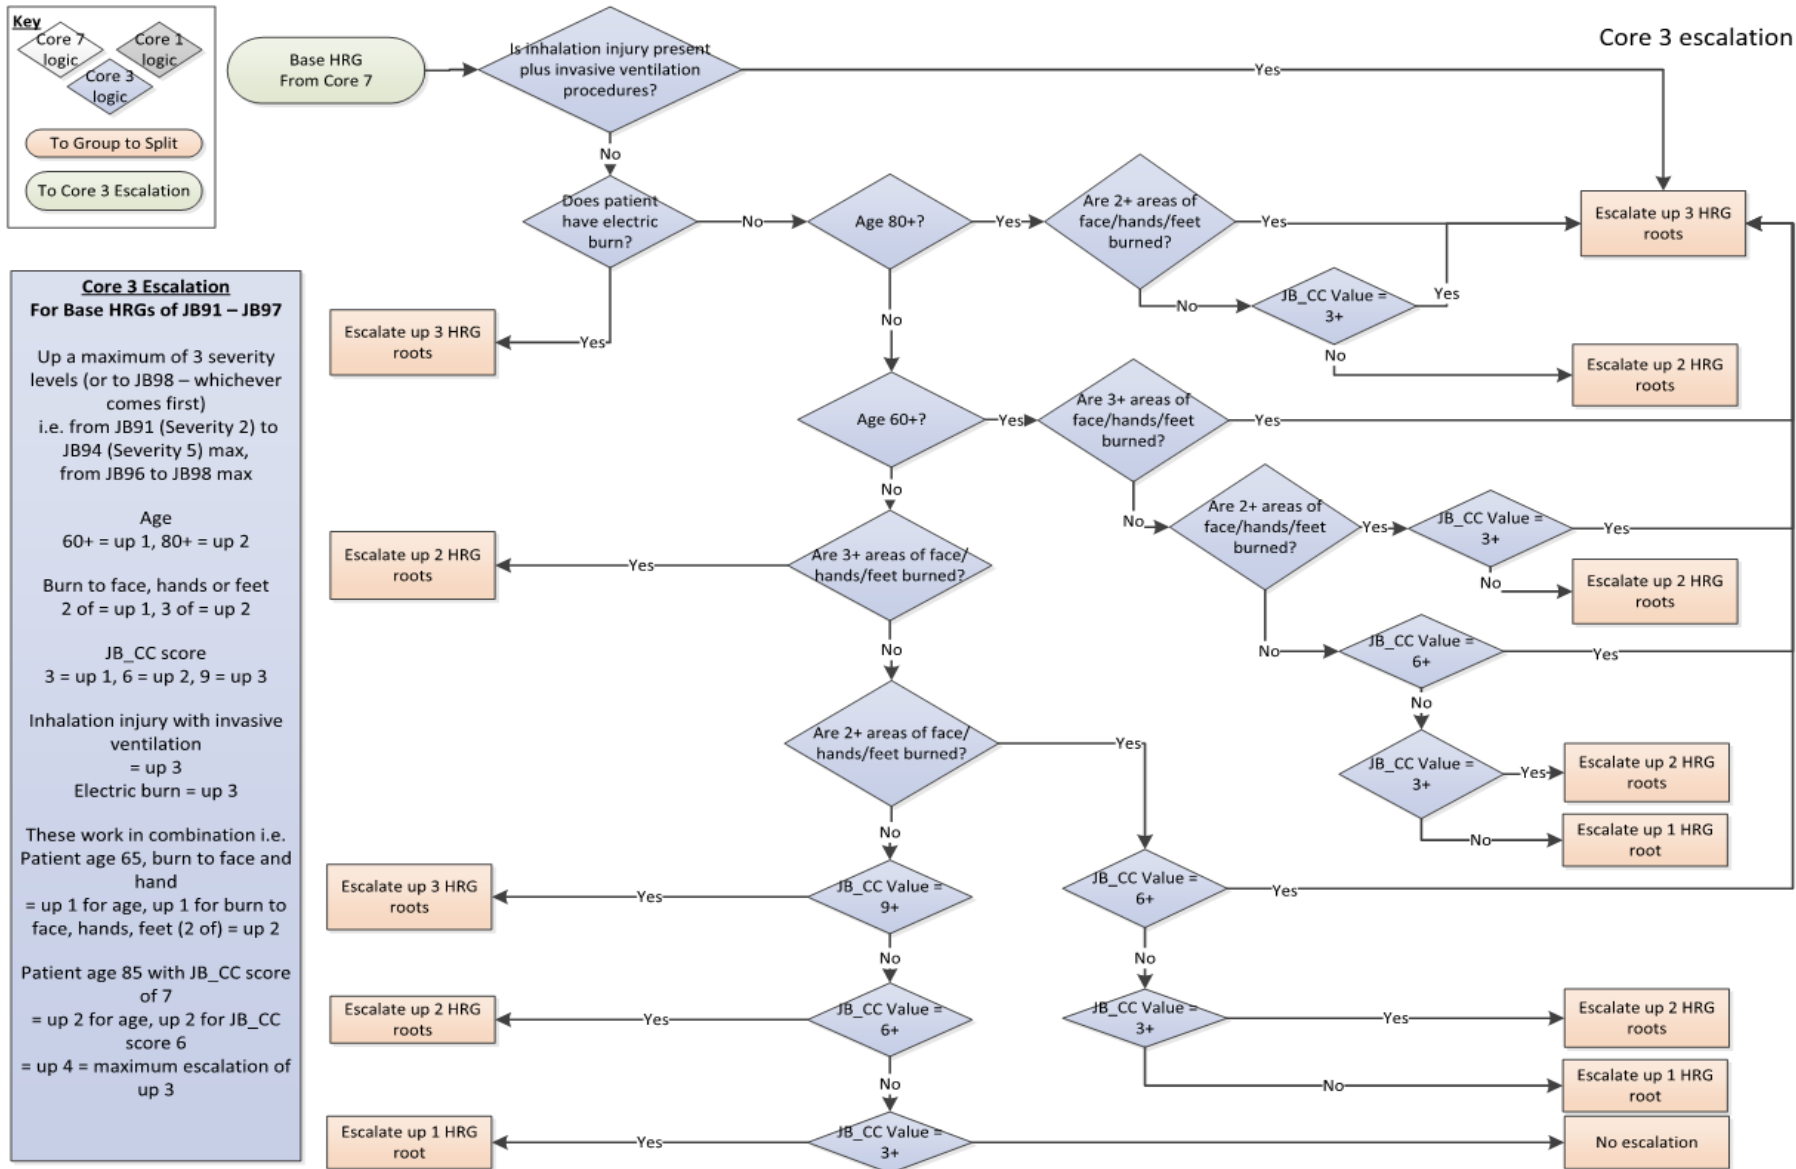 Key
Core 7
logic
Core 1
logic
Core 3
logic
To Group to Split
To Core 3 Escalation
Core 3 escalation
Base HRG
From Core 7
Is inhalation injury present
plus invasive ventilation
procedures?
Yes
No
Does patient
have electric
burn?
No
Yes
Escalate up 3 HRG
roots
Age 80+?
Yes
No
Are 2+ areas of
face/hands/feet
burned?
Yes
No
Escalate up 3 HRG
roots
JB_CC Value =
3+
Yes
No
Escalate up 2 HRG
roots
Age 60+?
Yes
No
Are 3+ areas of
face/hands/feet
burned?
Yes
No
Are 2+ areas of
face/hands/feet
burned?
Yes
No
JB_CC Value =
3+
Yes
No
Escalate up 2 HRG
roots
JB_CC Value =
6+
Yes
No
JB_CC Value =
3+
Yes
Escalate up 2 HRG
roots
No
Escalate up 1 HRG
root
Are 3+ areas of face/
hands/feet burned?
Yes
Escalate up 2 HRG
roots
No
Are 2+ areas of face/
hands/feet burned?
Yes
No
JB_CC Value =
9+
Yes
Escalate up 3 HRG
roots
No
JB_CC Value =
6+
Yes
Escalate up 2 HRG
roots
No
JB_CC Value =
3+
Yes
Escalate up 1 HRG
root
No escalation
JB_CC Value =
6+
Yes
No
JB_CC Value =
3+
Yes
Escalate up 2 HRG
roots
No
Escalate up 1 HRG
root
Core 3 Escalation
For Base HRGs of JB91 – JB97
Up a maximum of 3 severity
levels (or to JB98 – whichever
comes first)
i.e. from JB91 (Severity 2) to
JB94 (Severity 5) max,
from JB96 to JB98 max
Age
60+ = up 1, 80+ = up 2
Burn to face, hands or feet
2 of = up 1, 3 of = up 2
JB_CC score
3 = up 1, 6 = up 2, 9 = up 3
Inhalation injury with invasive
ventilation
= up 3
Electric burn = up 3
These work in combination i.e.
Patient age 65, burn to face and
hand
= up 1 for age, up 1 for burn to
face, hands, feet (2 of) = up 2
Patient age 85 with JB_CC score
of 7
= up 2 for age, up 2 for JB_CC
score 6
= up 4 = maximum escalation of
up 3